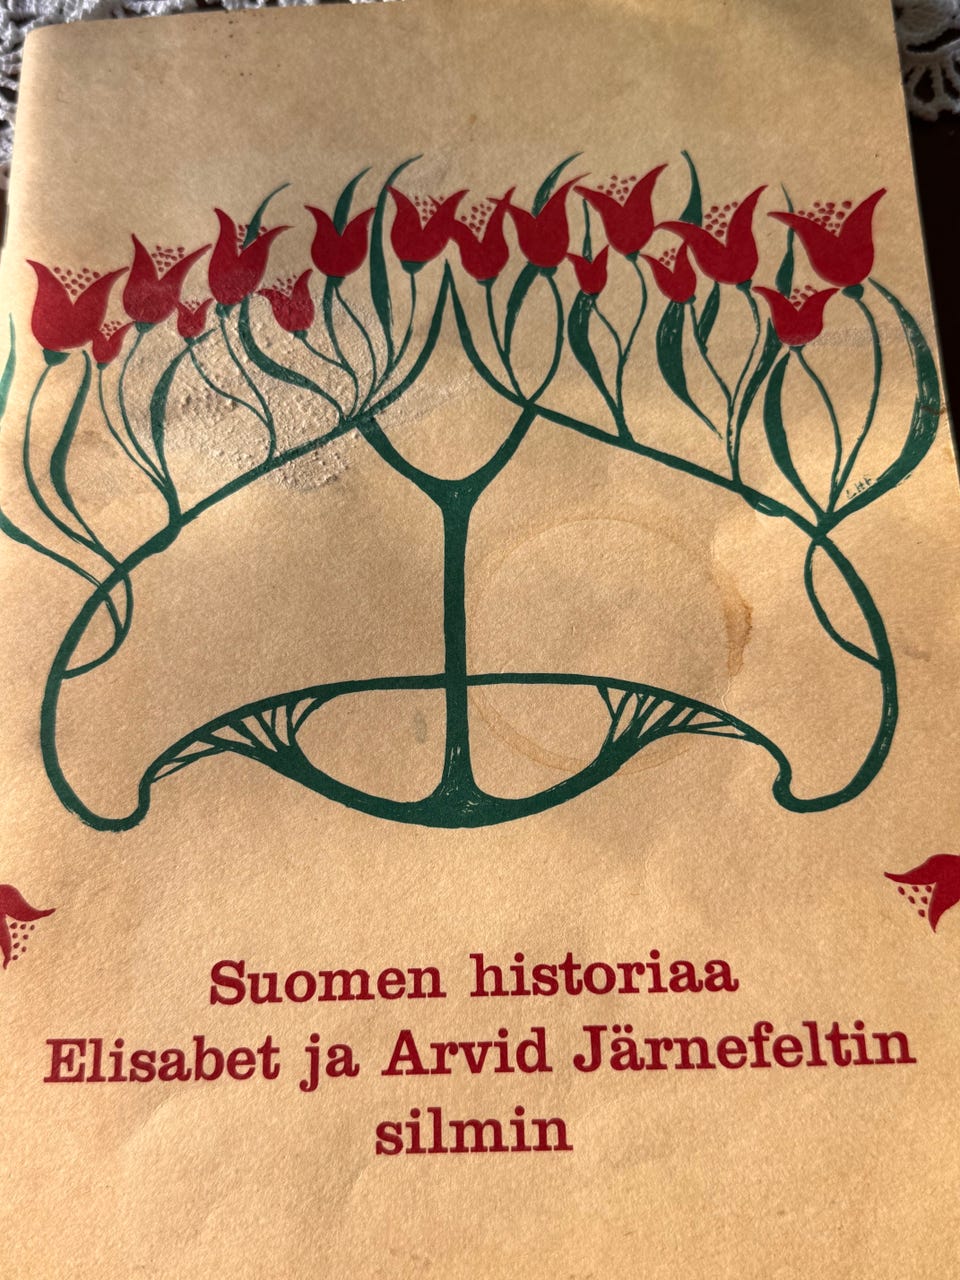 Suomen historiaa
Elisabet ja Arvid Järnefeltin
silmin